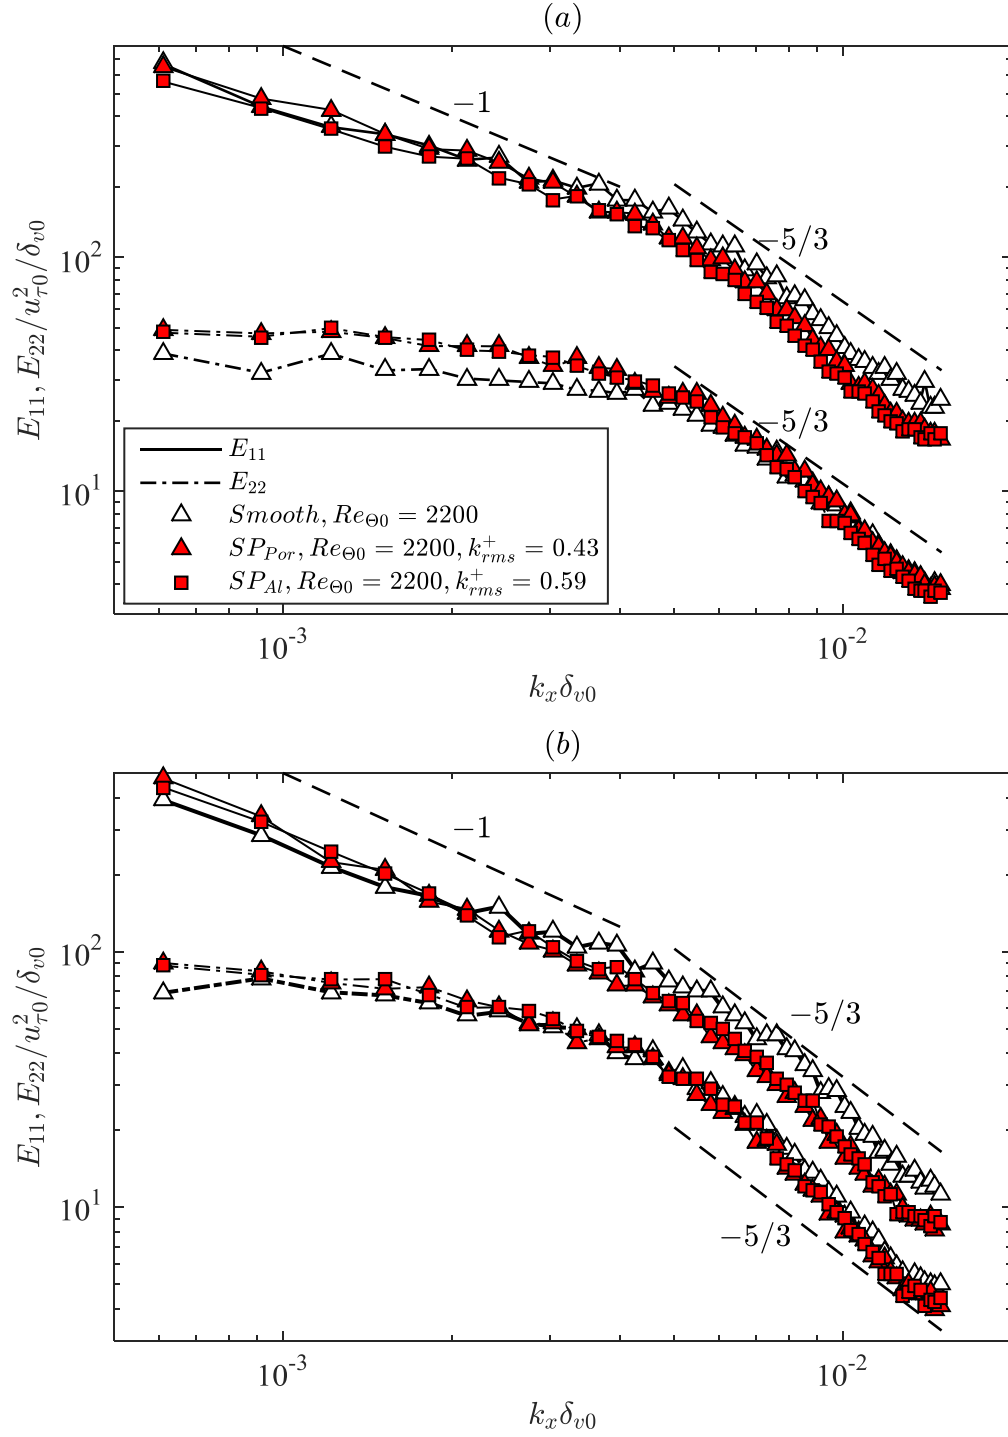 (a)
−1
−5/3
10²
E₁₁, E₂₂/u²τ0/δv0
−5/3
E₁₁
E₂₂
Smooth, ReΘ0 = 2200
SPPor, ReΘ0 = 2200, k⁺rms = 0.43
SPAl, ReΘ0 = 2200, k⁺rms = 0.59
10¹
10⁻³ 10⁻²
kxδv0
(b)
−1
10²
−5/3
E₁₁, E₂₂/u²τ0/δv0
10¹
−5/3
10⁻³ 10⁻²
kxδv0